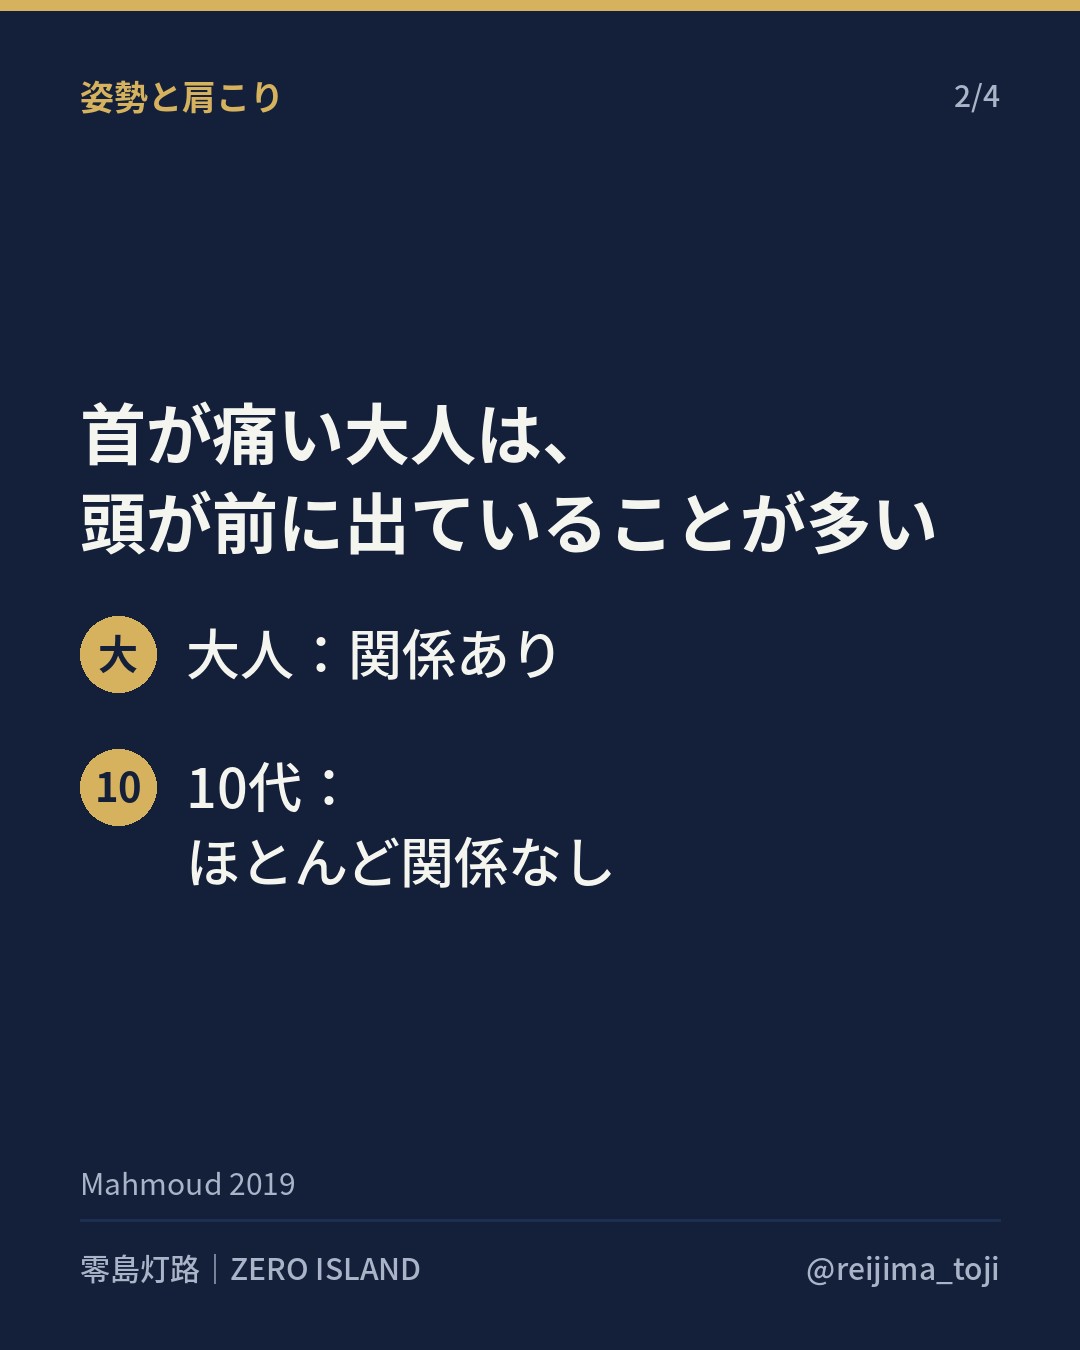 姿勢と肩こり
2/4
首が痛い大人は、
頭が前に出ていることが多い
大 大人：関係あり
10 10代：
ほとんど関係なし
Mahmoud 2019
零島灯路｜ZERO ISLAND
@reijima_toji